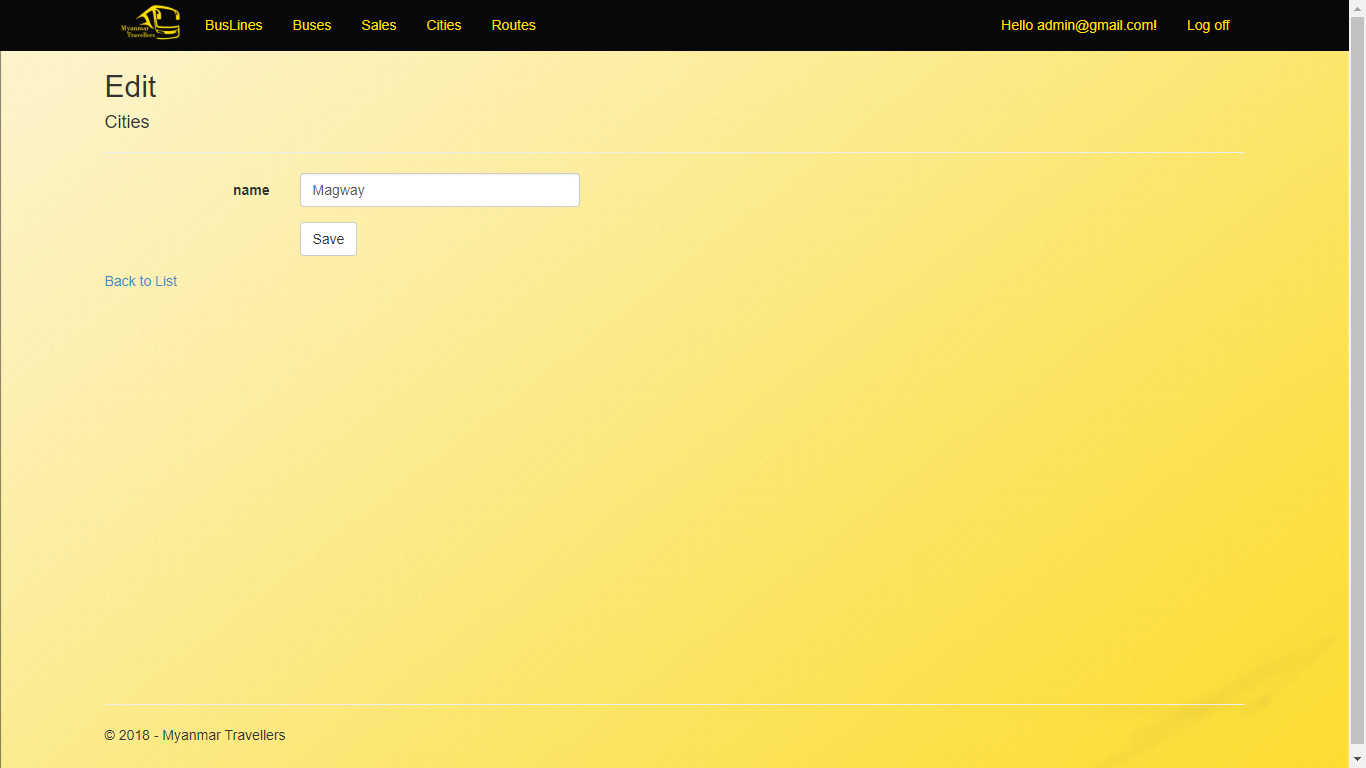 Myanmar
Travellers
BusLines Buses Sales Cities Routes Hello admin@gmail.com! Log off
Edit
Cities
name Magway
Save
Back to List
© 2018 - Myanmar Travellers